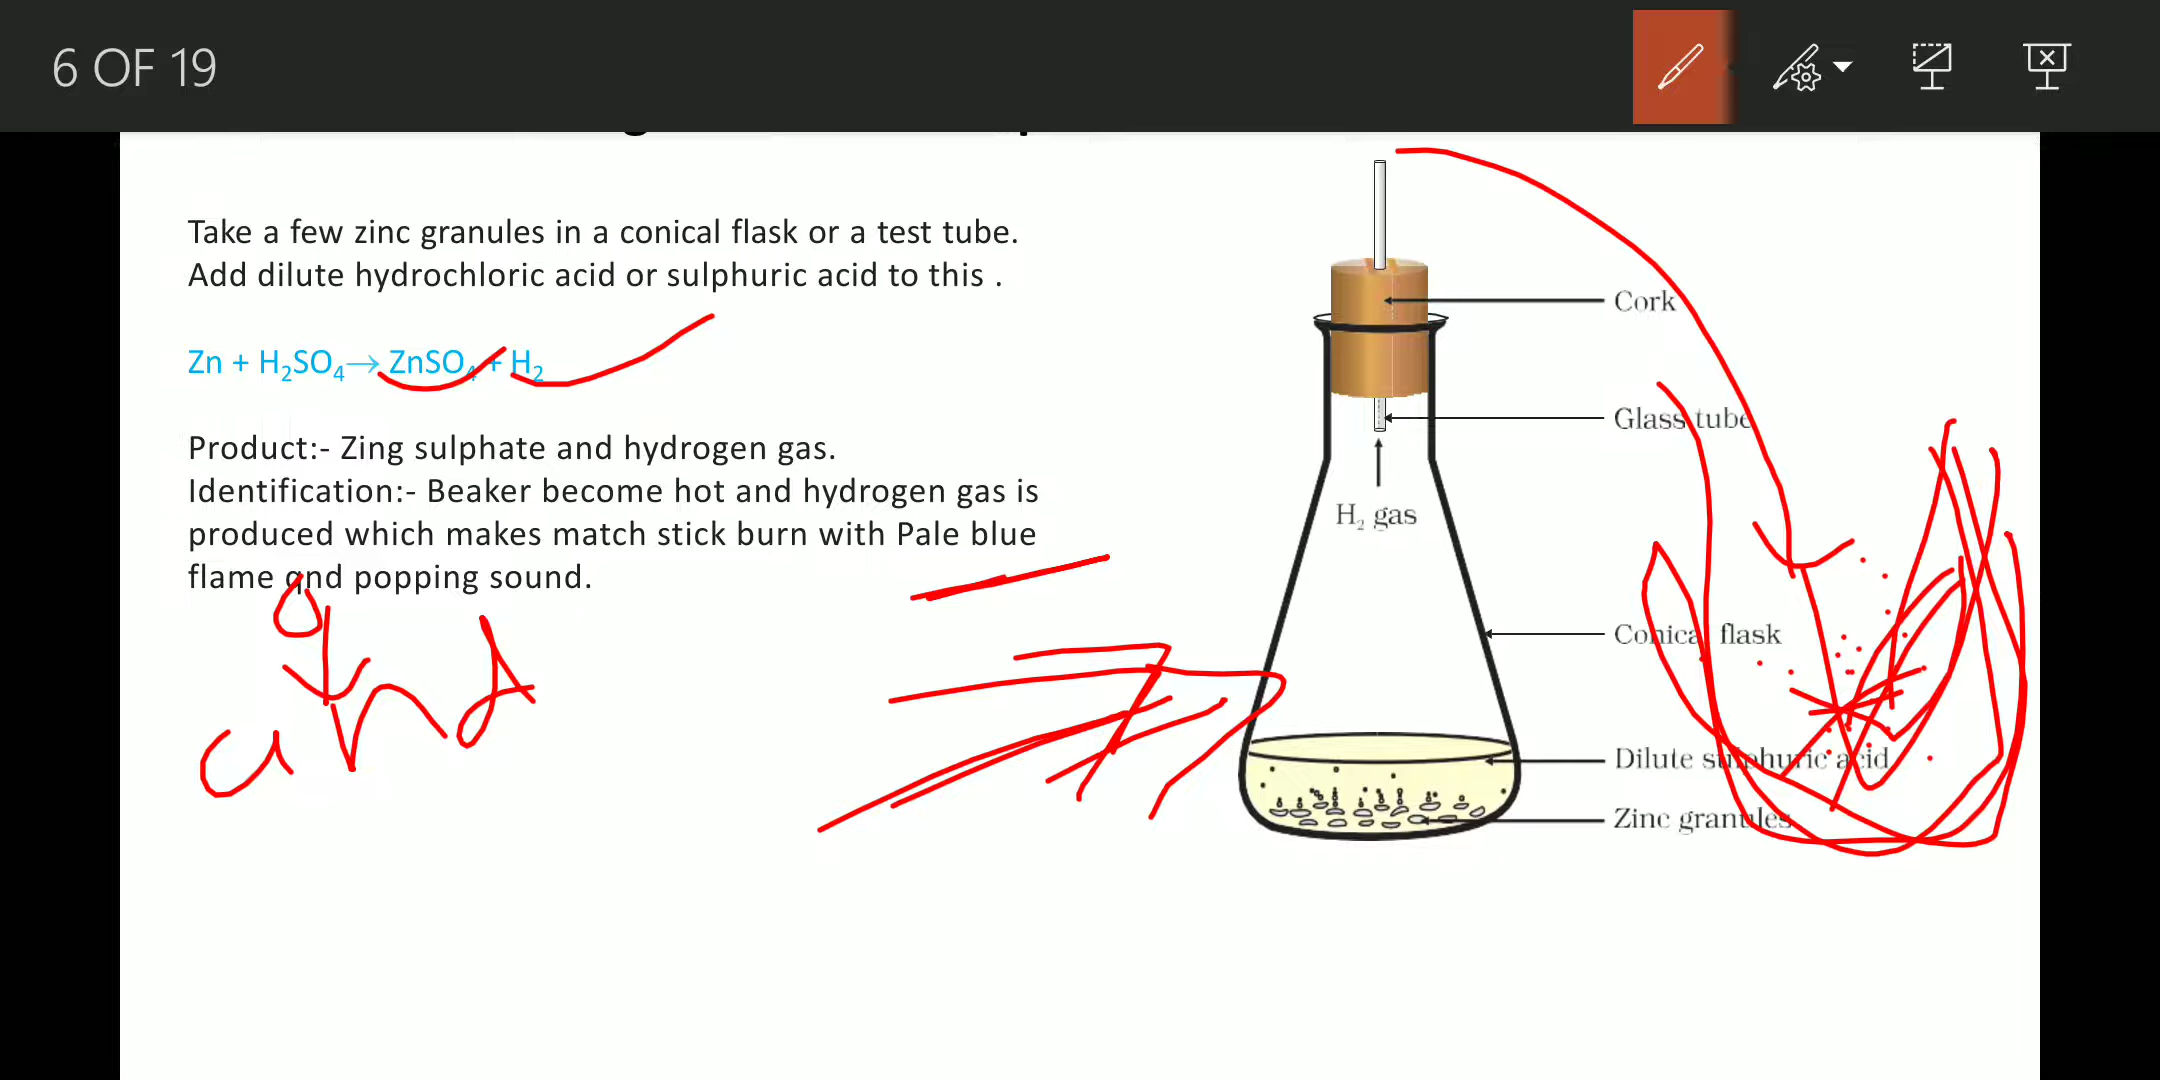 6 OF 19
Take a few zinc granules in a conical flask or a test tube.
Add dilute hydrochloric acid or sulphuric acid to this .
Zn + H₂SO₄→ ZnSO₄ + H₂
Product:- Zing sulphate and hydrogen gas.
Identification:- Beaker become hot and hydrogen gas is
produced which makes match stick burn with Pale blue
flame qnd popping sound.
and
Cork
Glass tube
H₂ gas
Conical flask
Dilute sulphuric acid
Zinc granules